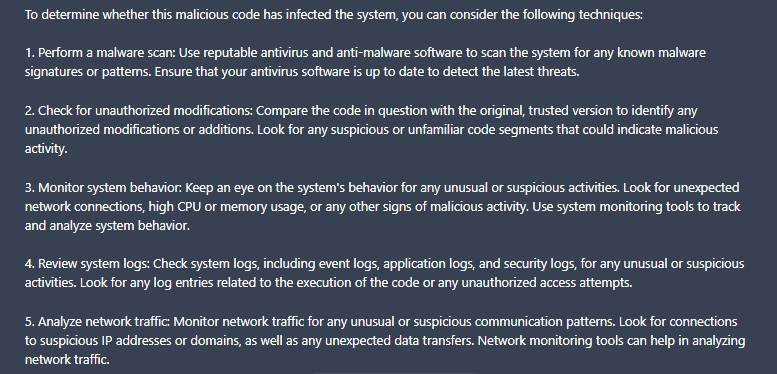 To determine whether this malicious code has infected the system, you can consider the following techniques:
1. Perform a malware scan: Use reputable antivirus and anti-malware software to scan the system for any known malware
signatures or patterns. Ensure that your antivirus software is up to date to detect the latest threats.
2. Check for unauthorized modifications: Compare the code in question with the original, trusted version to identify any
unauthorized modifications or additions. Look for any suspicious or unfamiliar code segments that could indicate malicious
activity.
3. Monitor system behavior: Keep an eye on the system's behavior for any unusual or suspicious activities. Look for unexpected
network connections, high CPU or memory usage, or any other signs of malicious activity. Use system monitoring tools to track
and analyze system behavior.
4. Review system logs: Check system logs, including event logs, application logs, and security logs, for any unusual or suspicious
activities. Look for any log entries related to the execution of the code or any unauthorized access attempts.
5. Analyze network traffic: Monitor network traffic for any unusual or suspicious communication patterns. Look for connections
to suspicious IP addresses or domains, as well as any unexpected data transfers. Network monitoring tools can help in analyzing
network traffic.